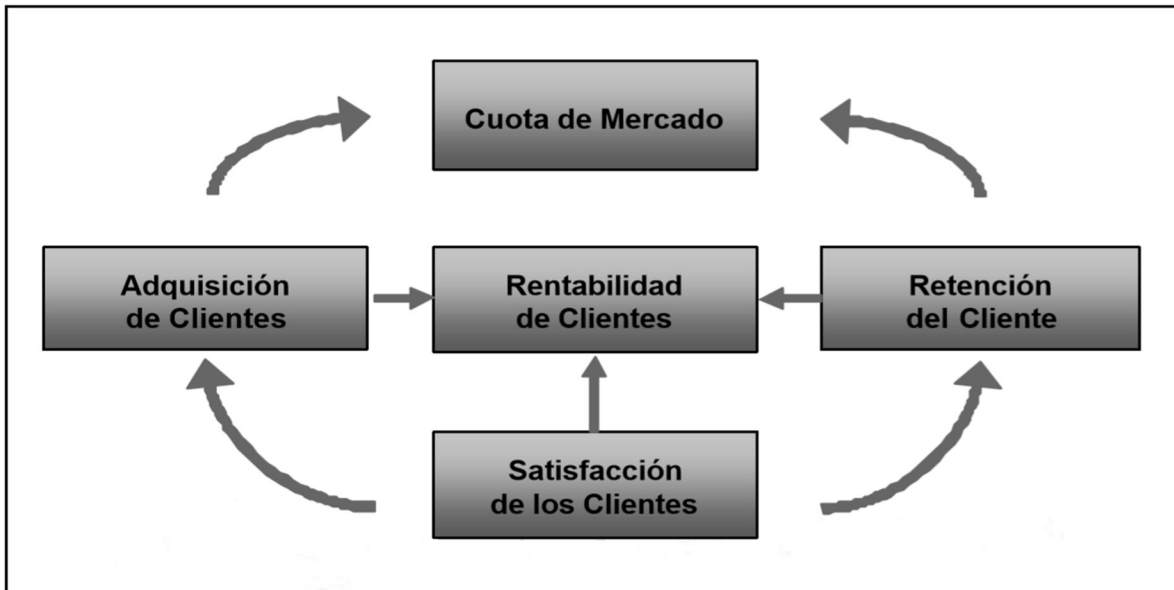 Cuota de Mercado
Adquisición
de Clientes
Rentabilidad
de Clientes
Retención
del Cliente
Satisfacción
de los Clientes